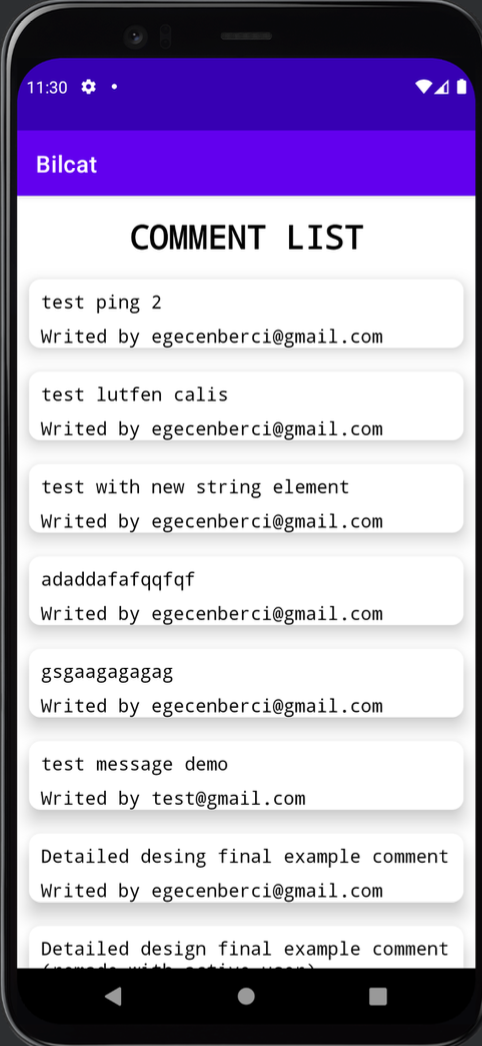 11:30
Bilcat
COMMENT LIST
test ping 2
Writed by egecenberci@gmail.com
test lutfen calis
Writed by egecenberci@gmail.com
test with new string element
Writed by egecenberci@gmail.com
adaddafafqqfqf
Writed by egecenberci@gmail.com
gsgaagagagag
Writed by egecenberci@gmail.com
test message demo
Writed by test@gmail.com
Detailed desing final example comment
Writed by egecenberci@gmail.com
Detailed design final example comment
with active user)